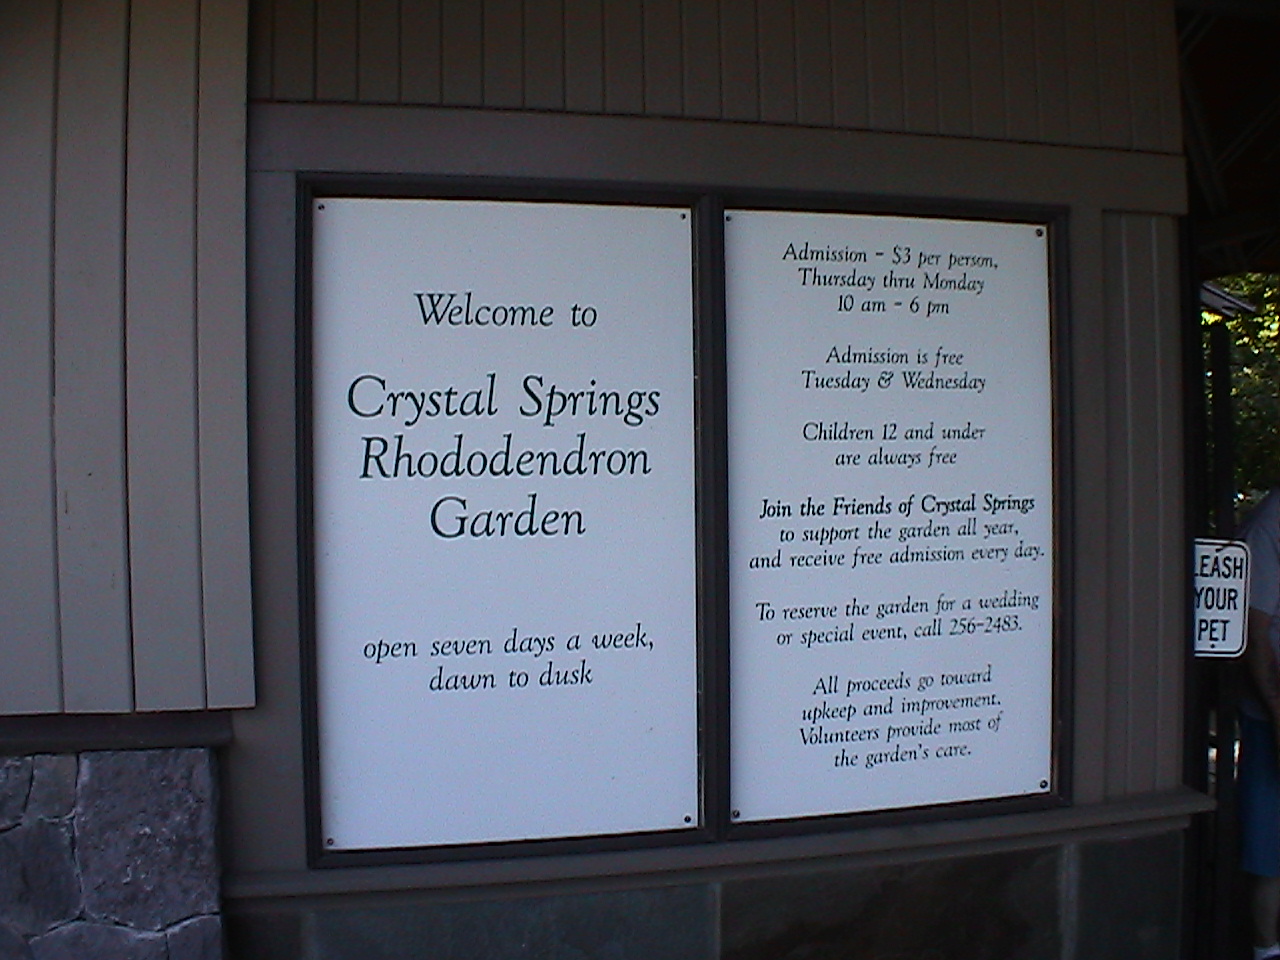 Welcome to
Crystal Springs
Rhododendron
Garden
open seven days a week,
dawn to dusk
Admission - $3 per person,
Thursday thru Monday
10 am - 6 pm
Admission is free
Tuesday & Wednesday
Children 12 and under
are always free
Join the Friends of Crystal Springs
to support the garden all year,
and receive free admission every day.
To reserve the garden for a wedding
or special event, call 256-2483.
All proceeds go toward
upkeep and improvement.
Volunteers provide most of
the garden's care.
LEASH
YOUR
PET